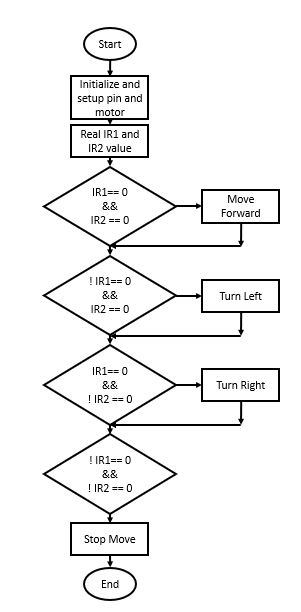 Start
Initialize and
setup pin and
motor
Real IR1 and
IR2 value
IR1== 0
&&
IR2 == 0
Move
Forward
! IR1== 0
&&
IR2 == 0
Turn Left
IR1== 0
&&
! IR2 == 0
Turn Right
! IR1== 0
&&
! IR2 == 0
Stop Move
End